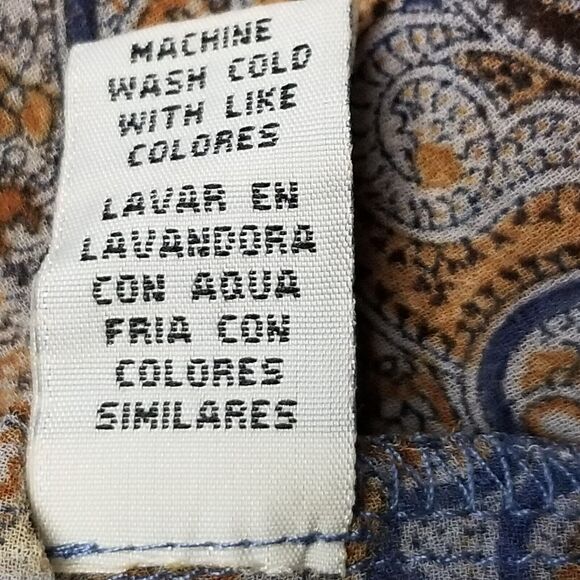 MACHINE
WASH COLD
WITH LIKE
COLORES
LAVAR EN
LAVANDORA
CON AGUA
FRIA CON
COLORES
SIMILARES